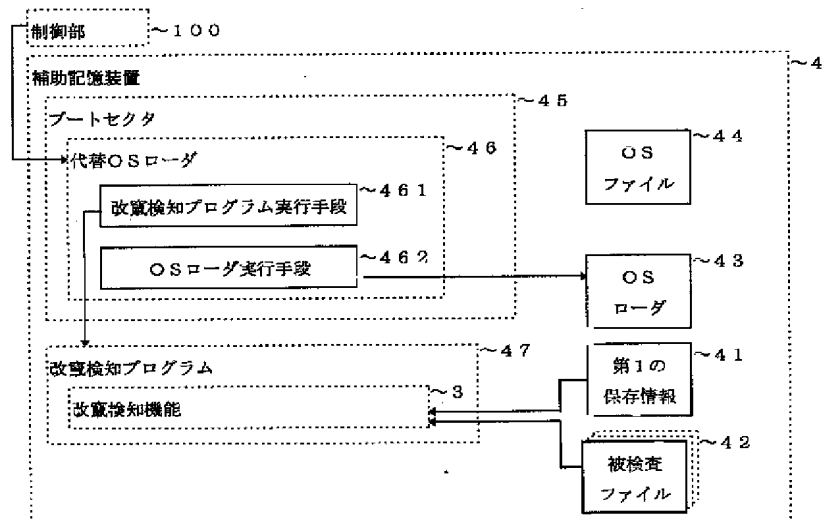 制御部 ～１００
補助記憶装置 ～４
ブートセクタ ～４５
代替ＯＳローダ ～４６
改竄検知プログラム実行手段 ～４６１
ＯＳローダ実行手段 ～４６２
ＯＳ
ファイル
～４４
ＯＳ
ローダ
～４３
改竄検知プログラム ～４７
改竄検知機能 ～３
第１の
保存情報
～４１
被検査
ファイル
～４２